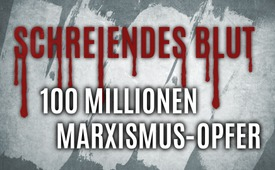 SCHREIENDES BLUT
100 MILLIONEN
MARXISMUS-OPFER